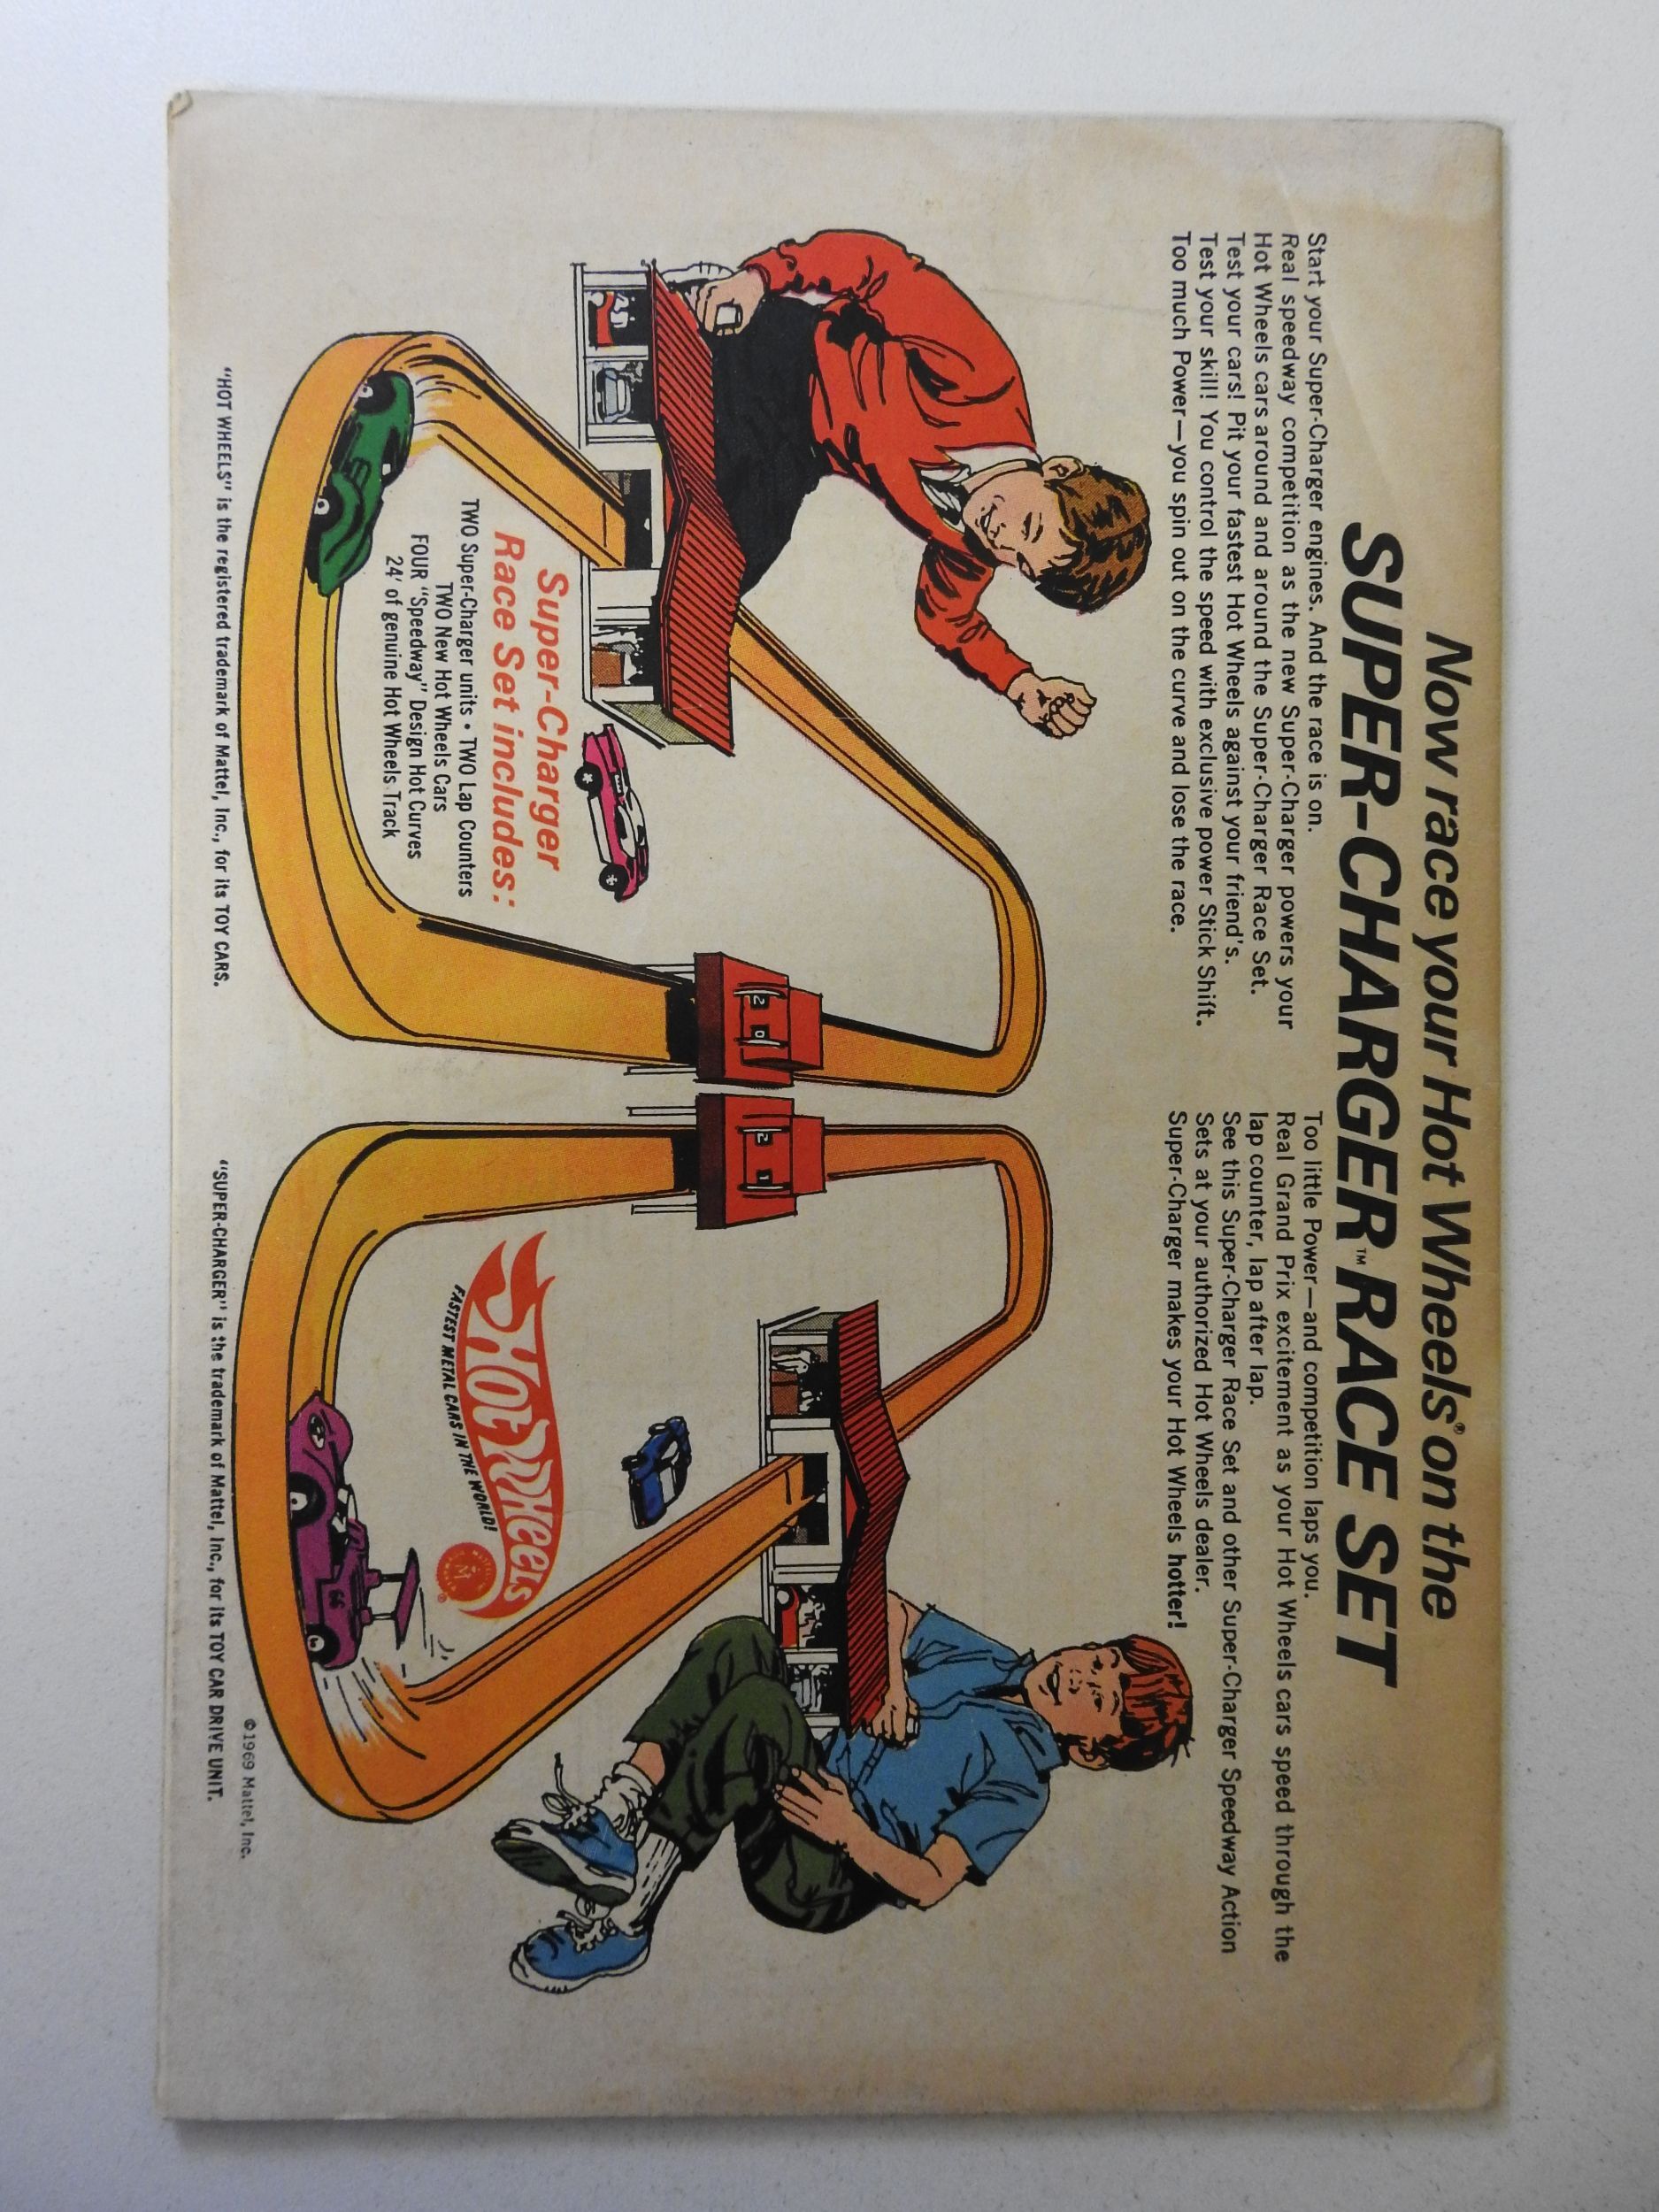 Now race your Hot Wheels® on the
SUPER-CHARGER™ RACE SET
Start your Super-Charger engines. And the race is on.
Real speedway competition as the new Super-Charger powers your
Hot Wheels cars around and around the Super-Charger Race Set.
Test your cars! Pit your fastest Hot Wheels against your friend's.
Test your skill! You control the speed with exclusive power Stick Shift.
Too much Power—you spin out on the curve and lose the race.
Too little Power—and competition laps you.
Real Grand Prix excitement as your Hot Wheels cars speed through the
lap counter, lap after lap.
See this Super-Charger Race Set and other Super-Charger Speedway Action
Sets at your authorized Hot Wheels dealer.
Super-Charger makes your Hot Wheels hotter!
2 0
2 1
Super-Charger
Race Set includes:
TWO Super-Charger units • TWO Lap Counters
TWO New Hot Wheels Cars
FOUR "Speedway" Design Hot Curves
24' of genuine Hot Wheels Track
Hot Wheels
FASTEST METAL CARS IN THE WORLD!
®
66
©1969 Mattel, Inc.
"HOT WHEELS" is the registered trademark of Mattel, Inc., for its TOY CARS.
"SUPER-CHARGER" is the trademark of Mattel, Inc., for its TOY CAR DRIVE UNIT.